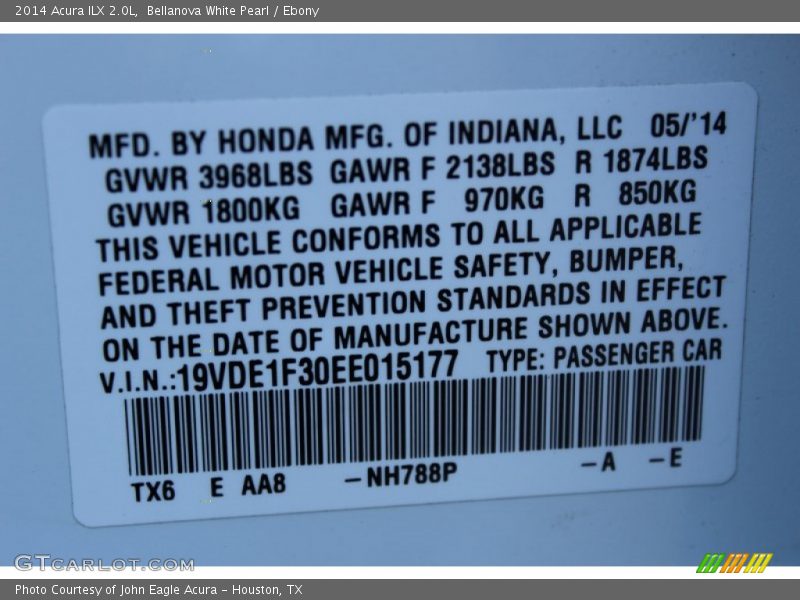 2014 Acura ILX 2.0L, Bellanova White Pearl / Ebony
MFD. BY HONDA MFG. OF INDIANA, LLC 05/'14
GVWR 3968LBS GAWR F 2138LBS R 1874LBS
GVWR 1800KG GAWR F 970KG R 850KG
THIS VEHICLE CONFORMS TO ALL APPLICABLE
FEDERAL MOTOR VEHICLE SAFETY, BUMPER,
AND THEFT PREVENTION STANDARDS IN EFFECT
ON THE DATE OF MANUFACTURE SHOWN ABOVE.
V.I.N.:19VDE1F30EE015177 TYPE: PASSENGER CAR
TX6 E AA8 -NH788P -A -E
GTCARLOT.COM
Photo Courtesy of John Eagle Acura - Houston, TX